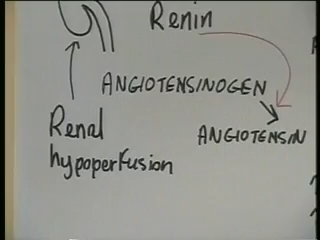 Renin
ANGIOTENSINOGEN
Renal
hypoperfusion
ANGIOTENSIN